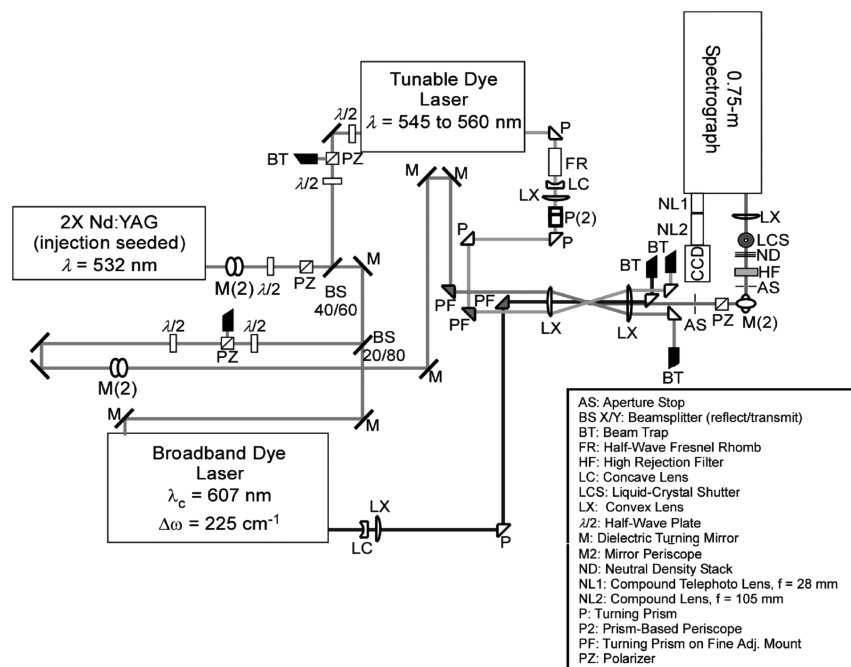 Tunable Dye
Laser
λ = 545 to 560 nm
0.75-m
Spectrograph
λ/2
BT
PZ
λ/2
P
FR
LC
LX
P(2)
P
P
M
M
2X Nd:YAG
(injection seeded)
λ = 532 nm
M(2)
λ/2
PZ
BS
40/60
M
NL1
NL2
CCD
LX
LCS
ND
HF
AS
M(2)
BT
BT
PF
PF
PF
LX
LX
AS
PZ
BT
λ/2
PZ
λ/2
BS
20/80
M(2)
M
M
M
Broadband Dye
Laser
λc = 607 nm
Δω = 225 cm-1
LC
LX
P
AS: Aperture Stop
BS X/Y: Beamsplitter (reflect/transmit)
BT: Beam Trap
FR: Half-Wave Fresnel Rhomb
HF: High Rejection Filter
LC: Concave Lens
LCS: Liquid-Crystal Shutter
LX: Convex Lens
λ/2: Half-Wave Plate
M: Dielectric Turning Mirror
M2: Mirror Periscope
ND: Neutral Density Stack
NL1: Compound Telephoto Lens, f = 28 mm
NL2: Compound Lens, f = 105 mm
P: Turning Prism
P2: Prism-Based Periscope
PF: Turning Prism on Fine Adj. Mount
PZ: Polarizer